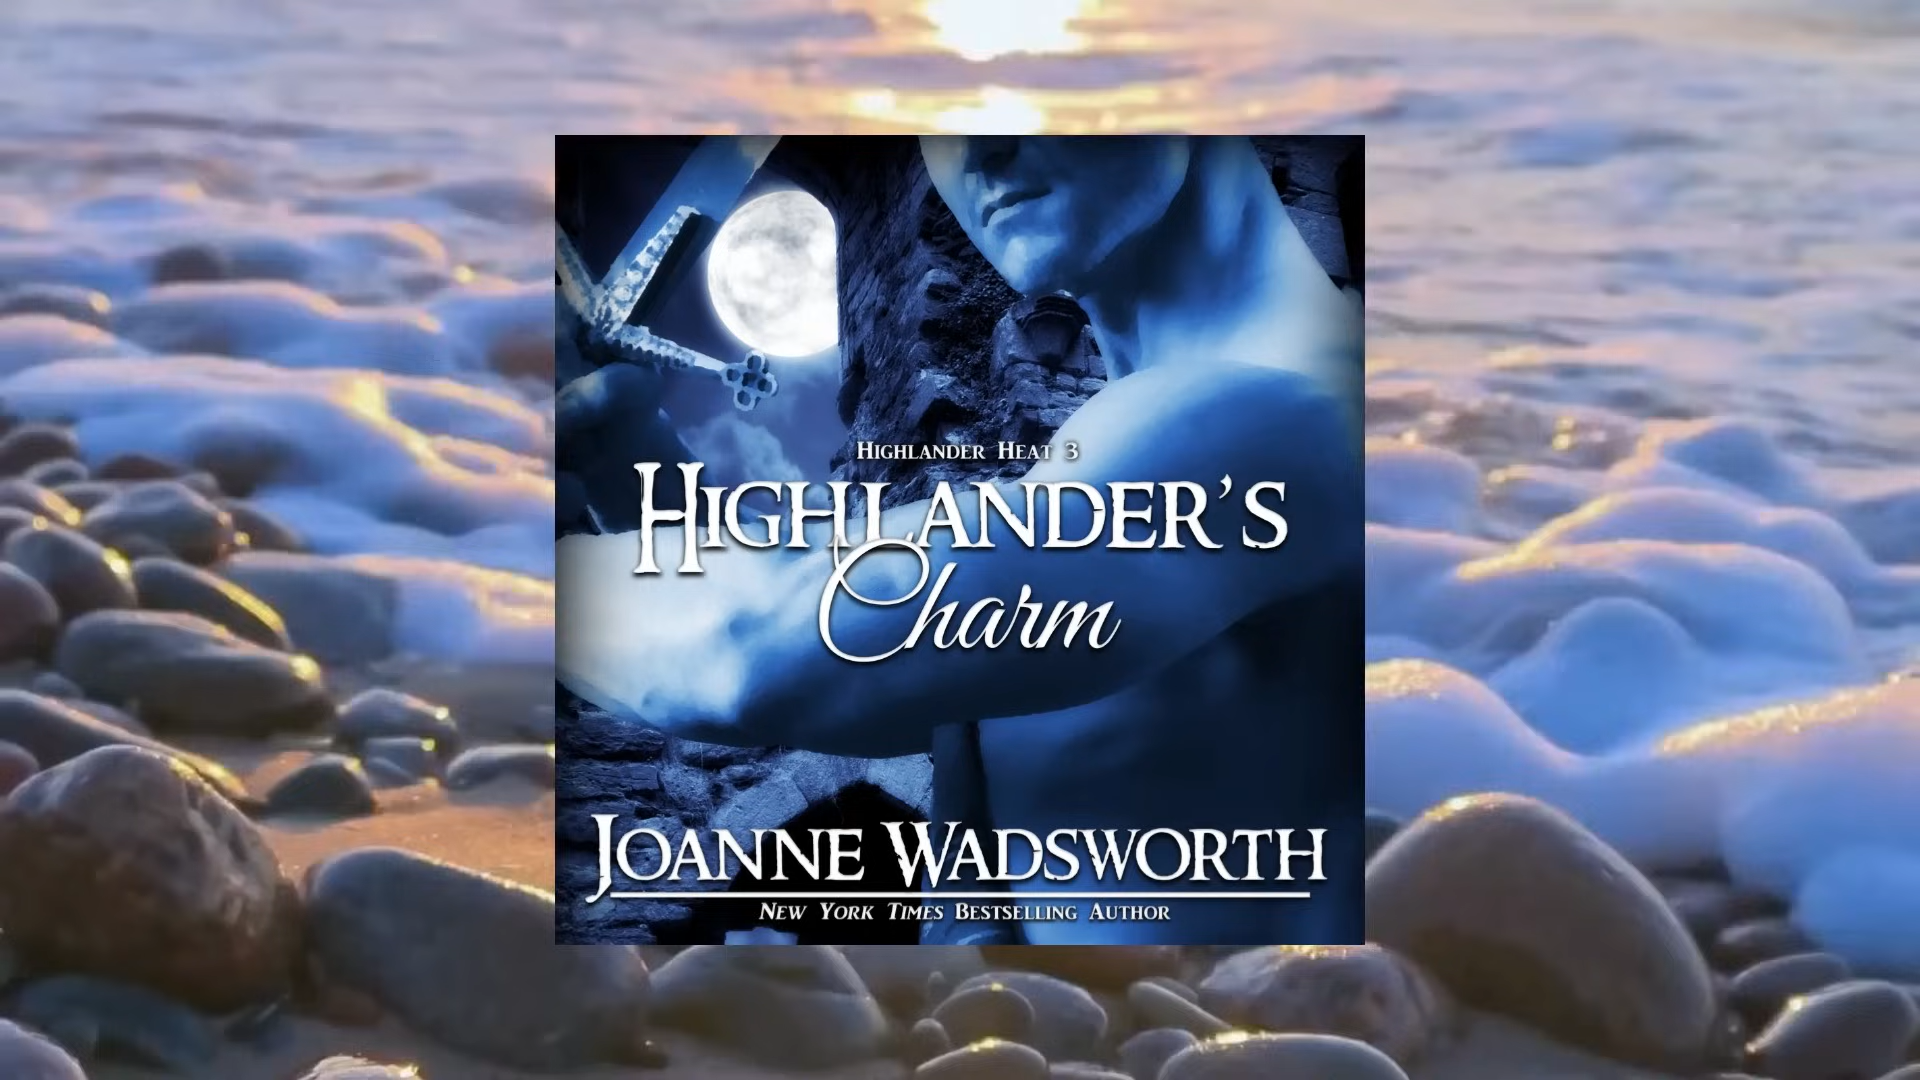 Highlander Heat 3
Highlander's
Charm
Joanne Wadsworth
New York Times Bestselling Author